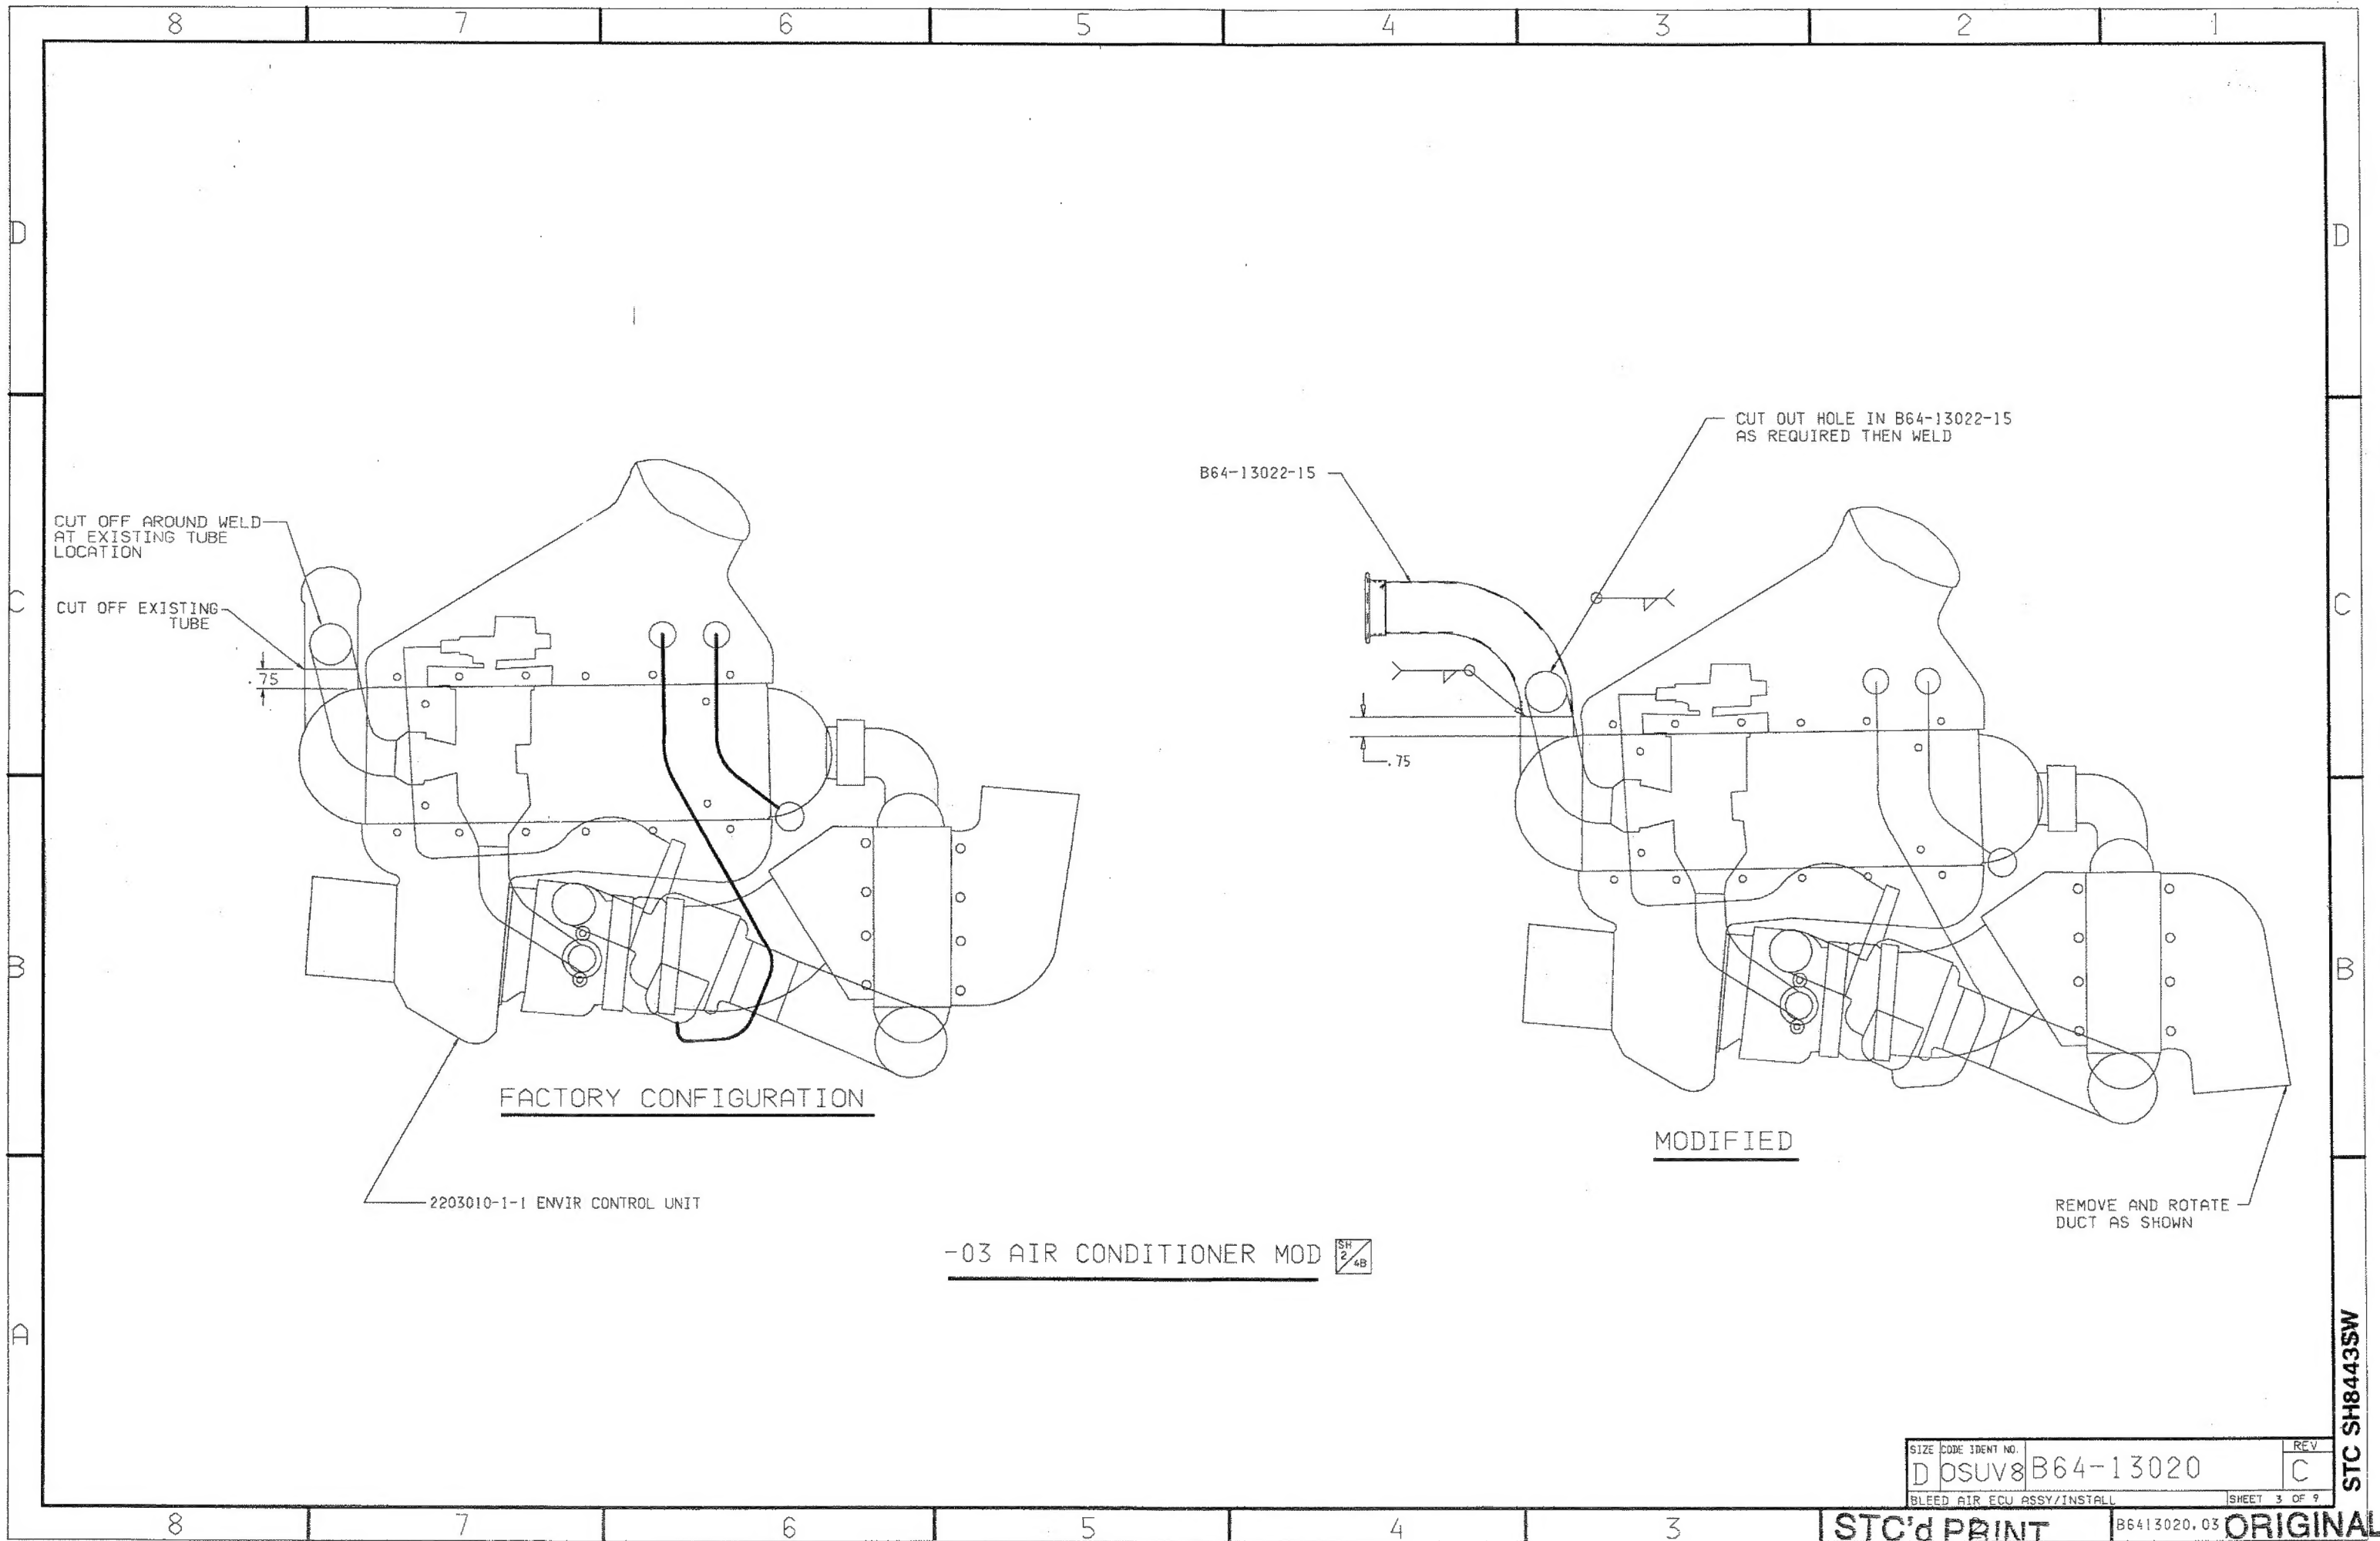 8 7 6 5 4 3 2 1
D
D
CUT OUT HOLE IN B64-13022-15
AS REQUIRED THEN WELD
B64-13022-15
CUT OFF AROUND WELD
AT EXISTING TUBE
LOCATION
C
CUT OFF EXISTING
TUBE
C
.75
.75
B
B
FACTORY CONFIGURATION
MODIFIED
2203010-1-1 ENVIR CONTROL UNIT
REMOVE AND ROTATE
DUCT AS SHOWN
-03 AIR CONDITIONER MOD
SH
2/4B
A
STC SH8443SW
SIZE CODE IDENT NO. REV
D OSUV8 B64-13020 C
BLEED AIR ECU ASSY/INSTALL SHEET 3 OF 9
8 7 6 5 4 3
STC'd PRINT B6413020.03 ORIGINAL